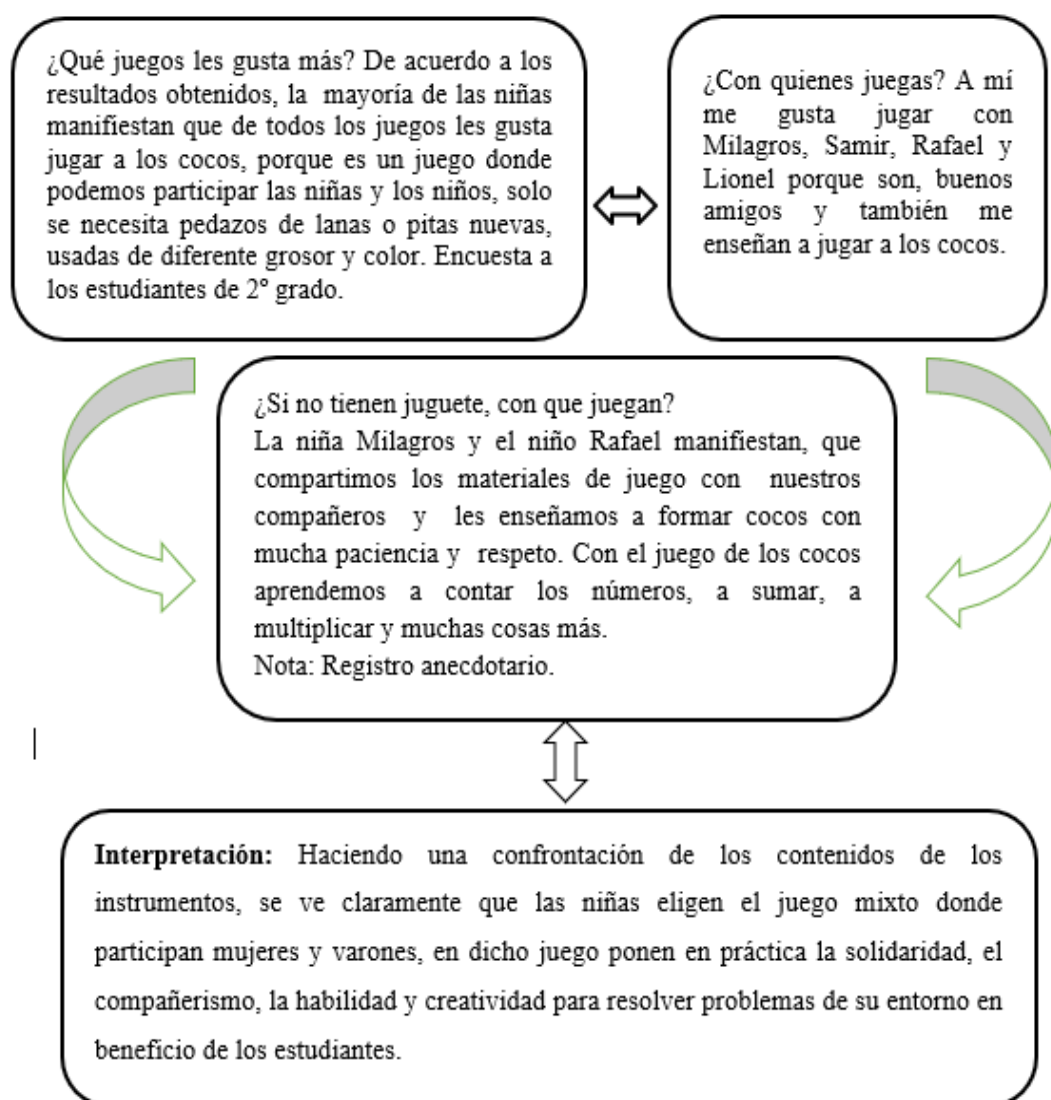 ¿Qué juegos les gusta más? De acuerdo a los
resultados obtenidos, la mayoría de las niñas
manifiestan que de todos los juegos les gusta
jugar a los cocos, porque es un juego donde
podemos participar las niñas y los niños, solo
se necesita pedazos de lanas o pitas nuevas,
usadas de diferente grosor y color. Encuesta a
los estudiantes de 2º grado.
¿Con quienes juegas? A mí
me gusta jugar con
Milagros, Samir, Rafael y
Lionel porque son, buenos
amigos y también me
enseñan a jugar a los cocos.
¿Si no tienen juguete, con que juegan?
La niña Milagros y el niño Rafael manifiestan, que
compartimos los materiales de juego con nuestros
compañeros y les enseñamos a formar cocos con
mucha paciencia y respeto. Con el juego de los cocos
aprendemos a contar los números, a sumar, a
multiplicar y muchas cosas más.
Nota: Registro anecdotario.
Interpretación: Haciendo una confrontación de los contenidos de los
instrumentos, se ve claramente que las niñas eligen el juego mixto donde
participan mujeres y varones, en dicho juego ponen en práctica la solidaridad, el
compañerismo, la habilidad y creatividad para resolver problemas de su entorno en
beneficio de los estudiantes.